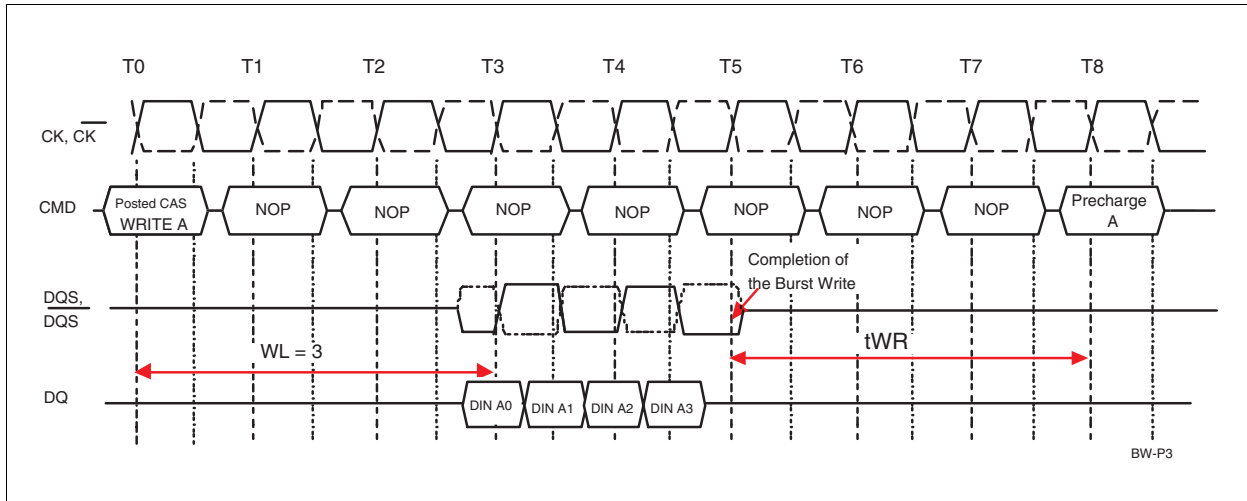 T0 T1 T2 T3 T4 T5 T6 T7 T8
CK, CK
CMD
Posted CAS
WRITE A
NOP
NOP
NOP
NOP
NOP
NOP
NOP
Precharge
A
Completion of
the Burst Write
DQS,
DQS
WL = 3
tWR
DQ
DIN A0
DIN A1
DIN A2
DIN A3
BW-P3